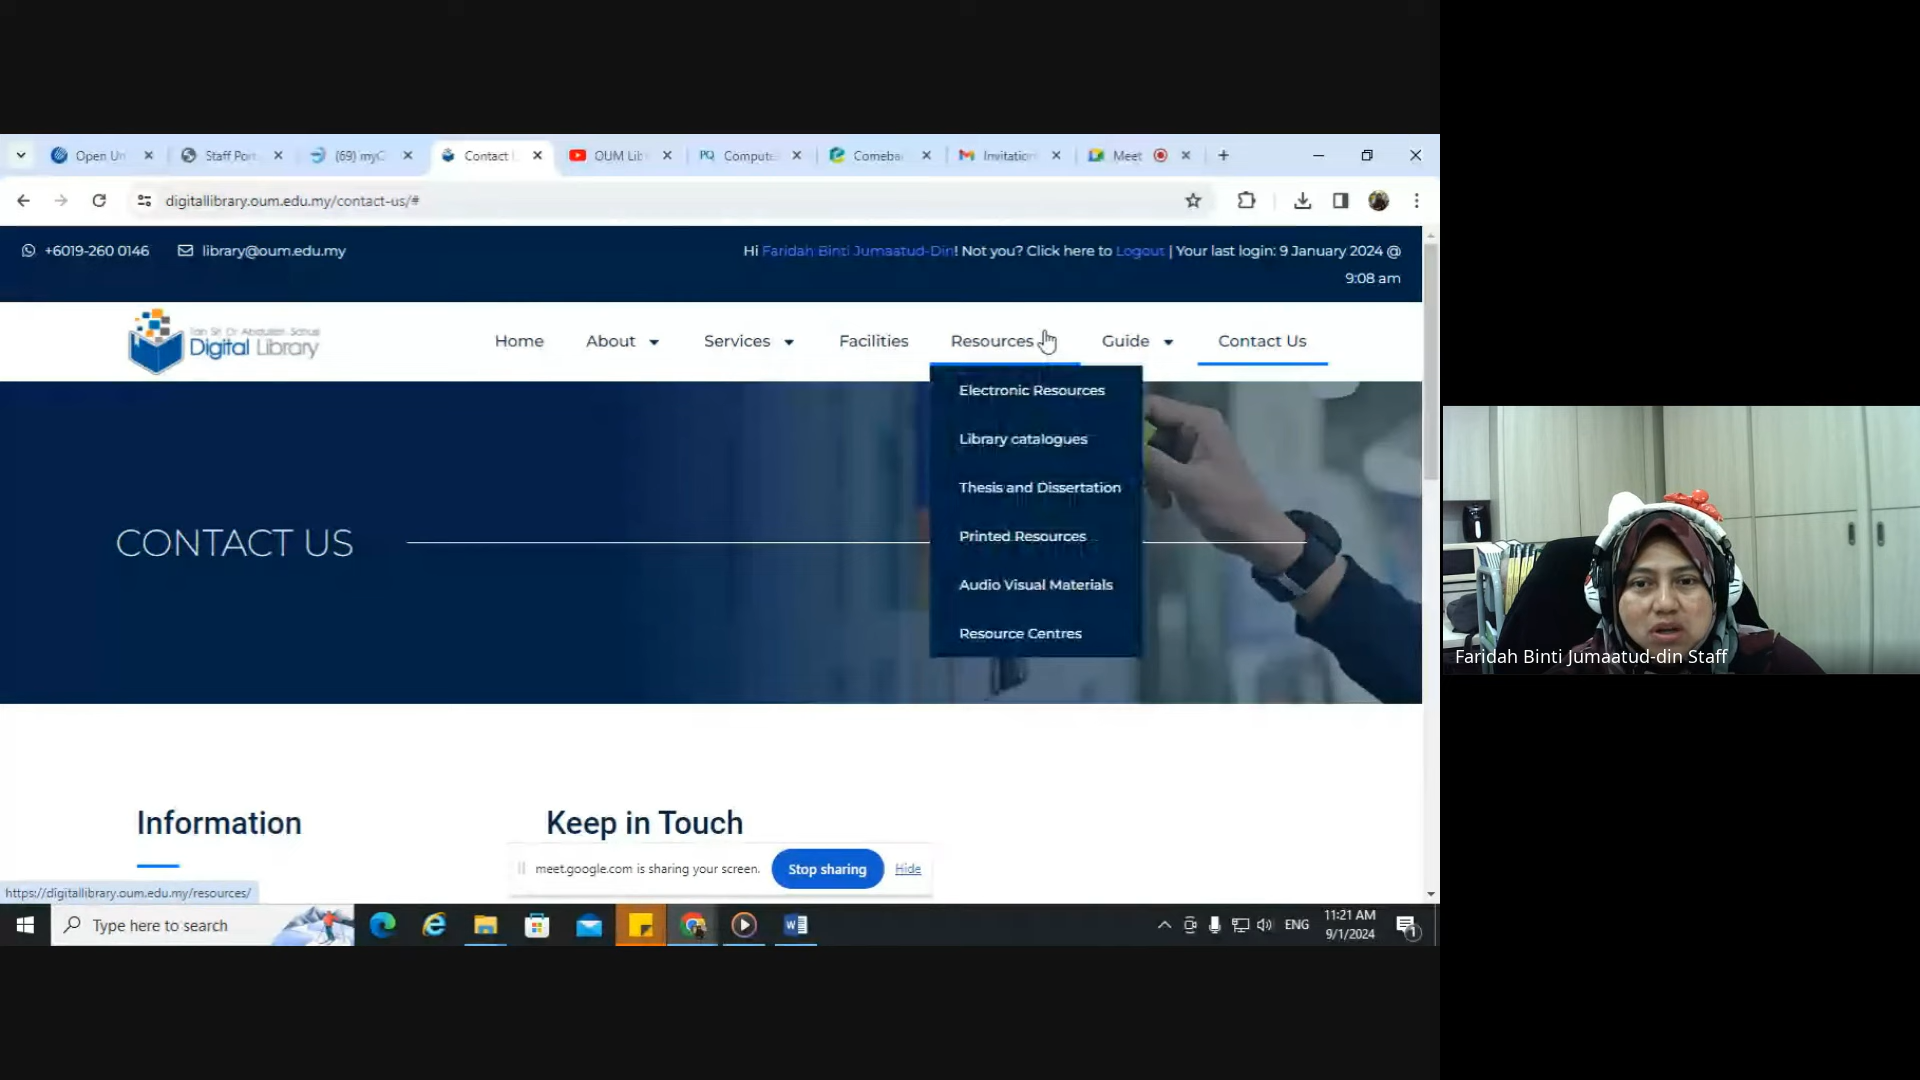 Open Un
Staff Port
(69) myC
Contact
OUM Lib
PQ Compute
Comeba
Invitation
Meet
digitallibrary.oum.edu.my/contact-us/#
+6019-260 0146
library@oum.edu.my
Hi Faridah Binti Jumaatud-Din! Not you? Click here to Logout | Your last login: 9 January 2024 @
9:08 am
Digital Library
Home
About
Services
Facilities
Resources
Guide
Contact Us
Electronic Resources
Library catalogues
Thesis and Dissertation
Printed Resources
Audio Visual Materials
Resource Centres
CONTACT US
Information
Keep in Touch
meet.google.com is sharing your screen.
Stop sharing
Hide
https://digitallibrary.oum.edu.my/resources/
Type here to search
ENG
11:21 AM
9/1/2024
1
Faridah Binti Jumaatud-din Staff